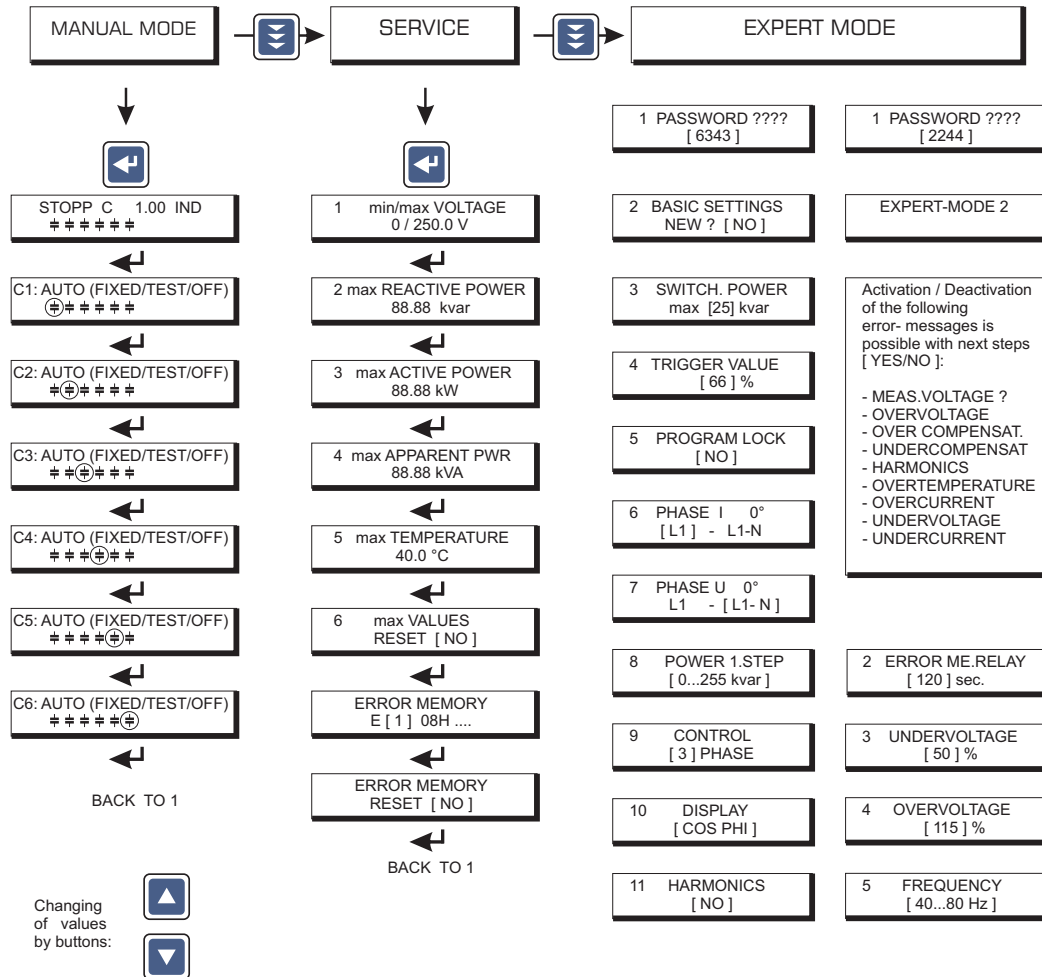 MANUAL MODE
SERVICE
EXPERT MODE
STOPP C 1.00 IND
C1: AUTO (FIXED/TEST/OFF)
C2: AUTO (FIXED/TEST/OFF)
C3: AUTO (FIXED/TEST/OFF)
C4: AUTO (FIXED/TEST/OFF)
C5: AUTO (FIXED/TEST/OFF)
C6: AUTO (FIXED/TEST/OFF)
BACK TO 1
Changing
of values
by buttons:
1 min/max VOLTAGE
0 / 250.0 V
2 max REACTIVE POWER
88.88 kvar
3 max ACTIVE POWER
88.88 kW
4 max APPARENT PWR
88.88 kVA
5 max TEMPERATURE
40.0 °C
6 max VALUES
RESET [ NO ]
ERROR MEMORY
E [ 1 ] 08H ....
ERROR MEMORY
RESET [ NO ]
BACK TO 1
1 PASSWORD ????
[ 6343 ]
2 BASIC SETTINGS
NEW ? [ NO ]
3 SWITCH. POWER
max [25] kvar
4 TRIGGER VALUE
[ 66 ] %
5 PROGRAM LOCK
[ NO ]
6 PHASE I 0°
[ L1 ] - L1-N
7 PHASE U 0°
L1 - [ L1- N ]
8 POWER 1.STEP
[ 0...255 kvar ]
9 CONTROL
[ 3 ] PHASE
10 DISPLAY
[ COS PHI ]
11 HARMONICS
[ NO ]
1 PASSWORD ????
[ 2244 ]
EXPERT-MODE 2
Activation / Deactivation
of the following
error- messages is
possible with next steps
[ YES/NO ]:
- MEAS.VOLTAGE ?
- OVERVOLTAGE
- OVER COMPENSAT.
- UNDERCOMPENSAT
- HARMONICS
- OVERTEMPERATURE
- OVERCURRENT
- UNDERVOLTAGE
- UNDERCURRENT
2 ERROR ME.RELAY
[ 120 ] sec.
3 UNDERVOLTAGE
[ 50 ] %
4 OVERVOLTAGE
[ 115 ] %
5 FREQUENCY
[ 40...80 Hz ]